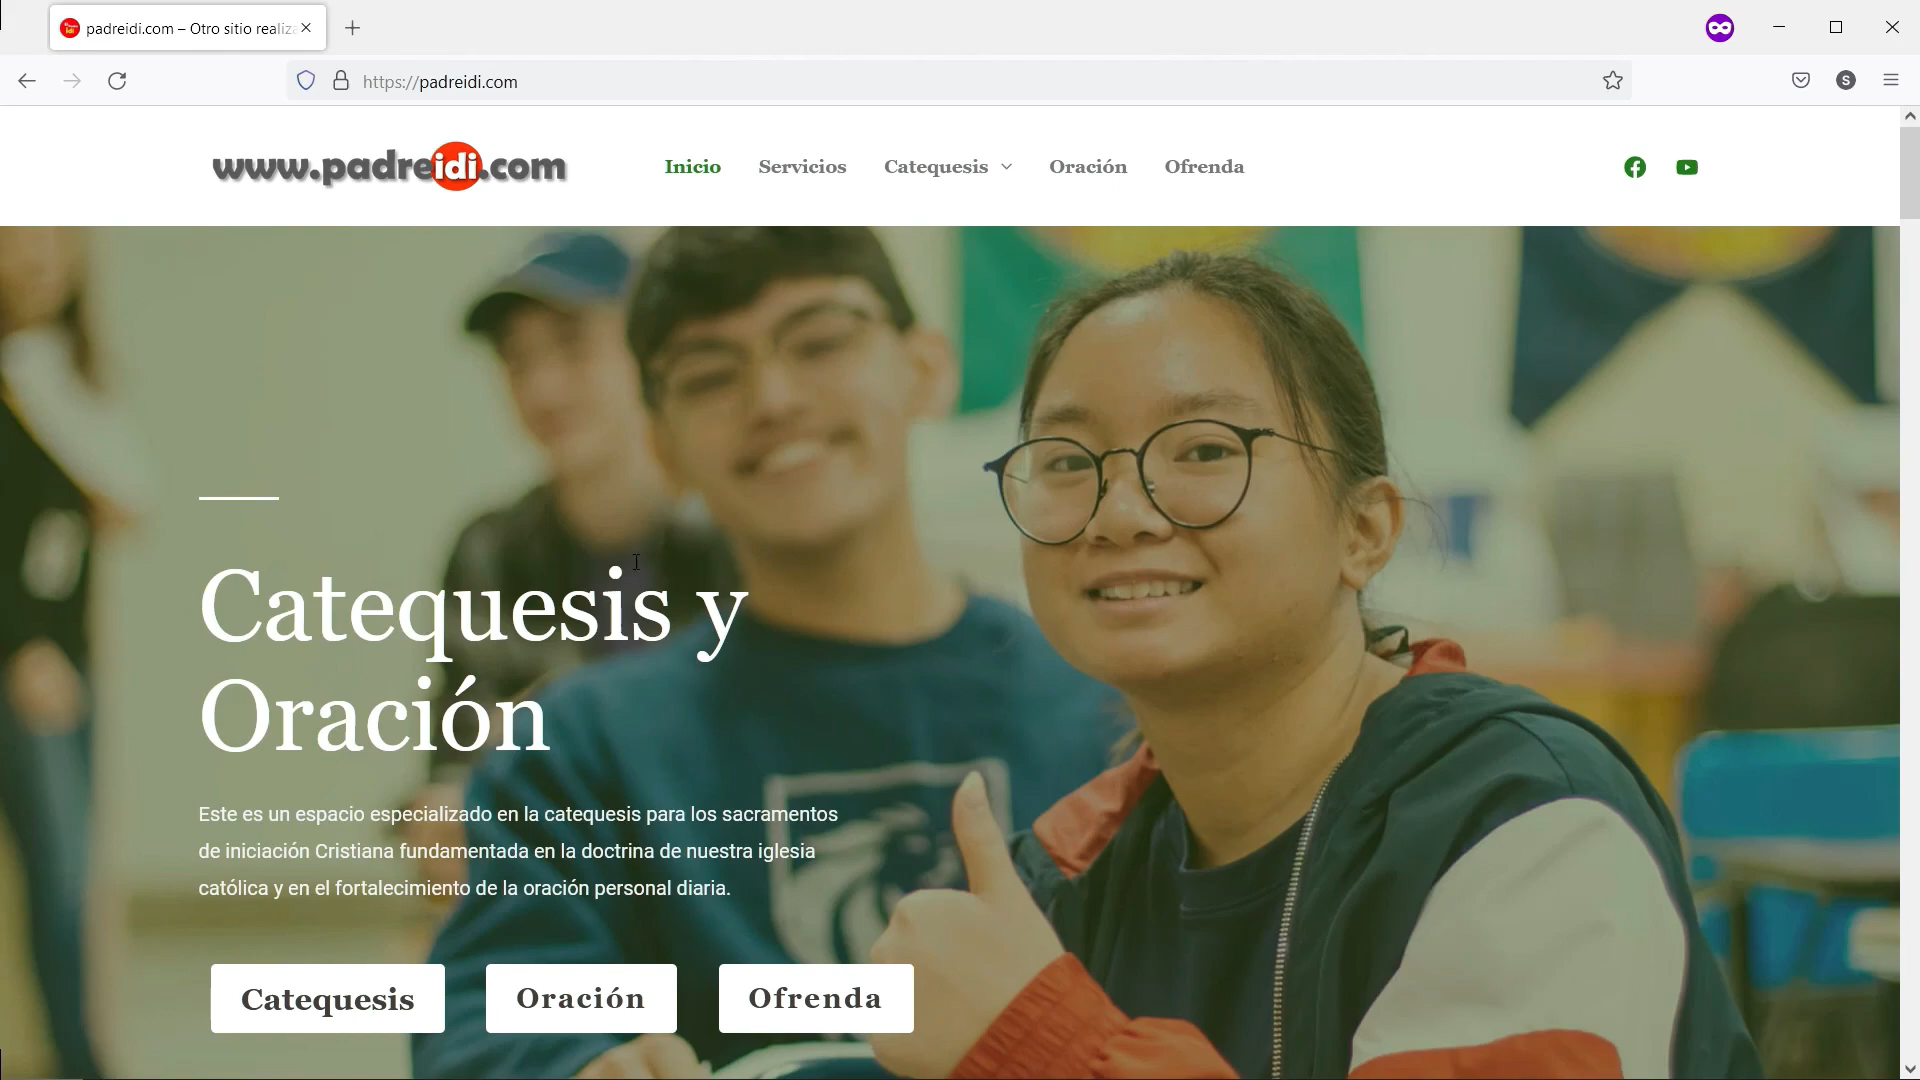 padreidi.com – Otro sitio realiza
https://padreidi.com
S
www.padreidi.com
Inicio
Servicios
Catequesis
Oración
Ofrenda
Catequesis y
Oración
Este es un espacio especializado en la catequesis para los sacramentos
de iniciación Cristiana fundamentada en la doctrina de nuestra iglesia
católica y en el fortalecimiento de la oración personal diaria.
Catequesis
Oración
Ofrenda